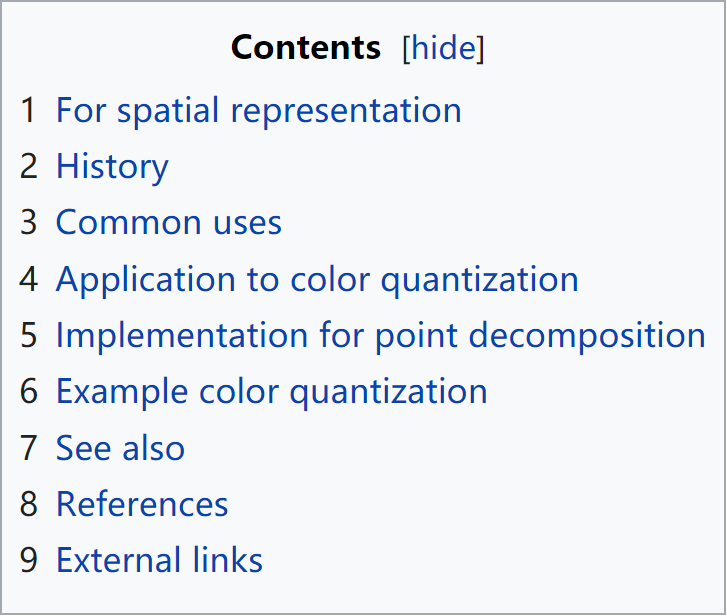 Contents [hide]
1 For spatial representation
2 History
3 Common uses
4 Application to color quantization
5 Implementation for point decomposition
6 Example color quantization
7 See also
8 References
9 External links